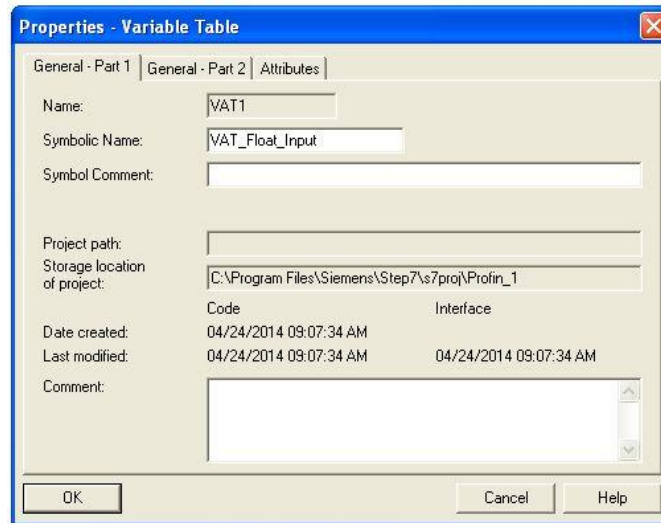 Properties - Variable Table
General - Part 1 General - Part 2 Attributes
Name: VAT1
Symbolic Name: VAT_Float_Input
Symbol Comment:
Project path:
Storage location
of project: C:\Program Files\Siemens\Step7\s7proj\Profin_1
Code Interface
Date created: 04/24/2014 09:07:34 AM
Last modified: 04/24/2014 09:07:34 AM 04/24/2014 09:07:34 AM
Comment:
OK Cancel Help